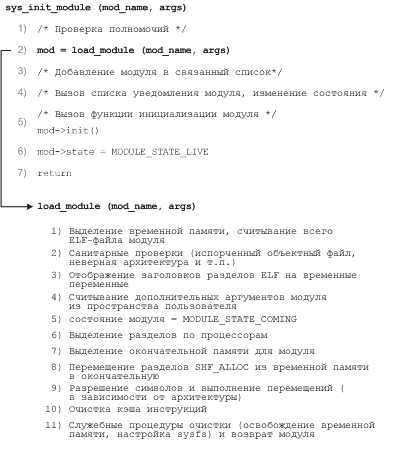 sys_init_module (mod_name, args)
1) /* Проверка полномочий */
2) mod = load_module (mod_name, args)
3) /* Добавление модуля в связанный список*/
4) /* Вызов списка уведомления модуля, изменение состояния */
5) /* Вызов функции инициализации модуля */
mod->init()
6) mod->state = MODULE_STATE_LIVE
7) return
load_module (mod_name, args)
1) Выделение временной памяти, считывание всего
ELF-файла модуля
2) Санитарные проверки (испорченный объектный файл,
неверная архитектура и т.п.)
3) Отображение заголовков разделов ELF на временные
переменные
4) Считывание дополнительных аргументов модуля
из пространства пользователя
5) состояние модуля = MODULE_STATE_COMING
6) Выделение разделов по процессорам
7) Выделение окончательной памяти для модуля
8) Перемещение разделов SHF_ALLOC из временной памяти
в окончательную
9) Разрешение символов и выполнение перемещений (
в зависимости от архитектуры)
10) Очистка кэша инструкций
11) Служебные процедуры очистки (освобождение временной
памяти, настройка sysfs) и возврат модуля